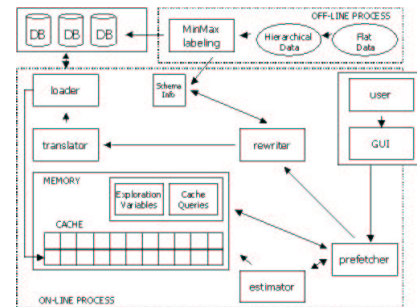 OFF-LINE PROCESS
DB DB DB
MinMax
labeling
Hierarchical
Data
Flat
Data
loader
Schema
Info
user
translator
rewriter
GUI
MEMORY
Exploration
Variables
Cache
Queries
CACHE
prefetcher
estimator
ON-LINE PROCESS